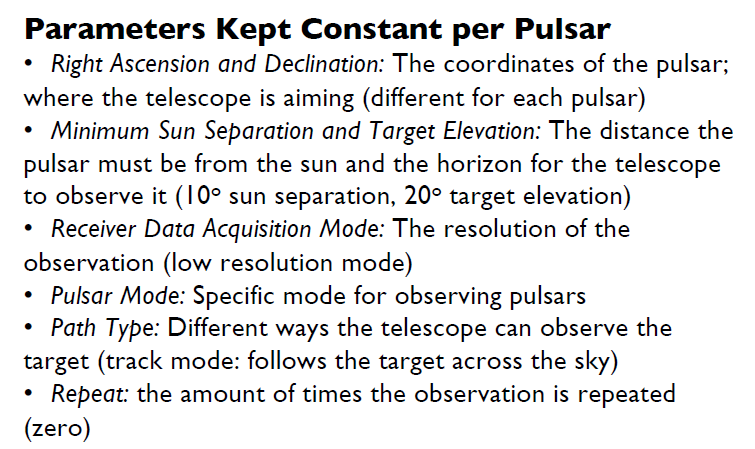 Parameters Kept Constant per Pulsar
• Right Ascension and Declination: The coordinates of the pulsar;
where the telescope is aiming (different for each pulsar)
• Minimum Sun Separation and Target Elevation: The distance the
pulsar must be from the sun and the horizon for the telescope
to observe it (10° sun separation, 20° target elevation)
• Receiver Data Acquisition Mode: The resolution of the
observation (low resolution mode)
• Pulsar Mode: Specific mode for observing pulsars
• Path Type: Different ways the telescope can observe the
target (track mode: follows the target across the sky)
• Repeat: the amount of times the observation is repeated
(zero)